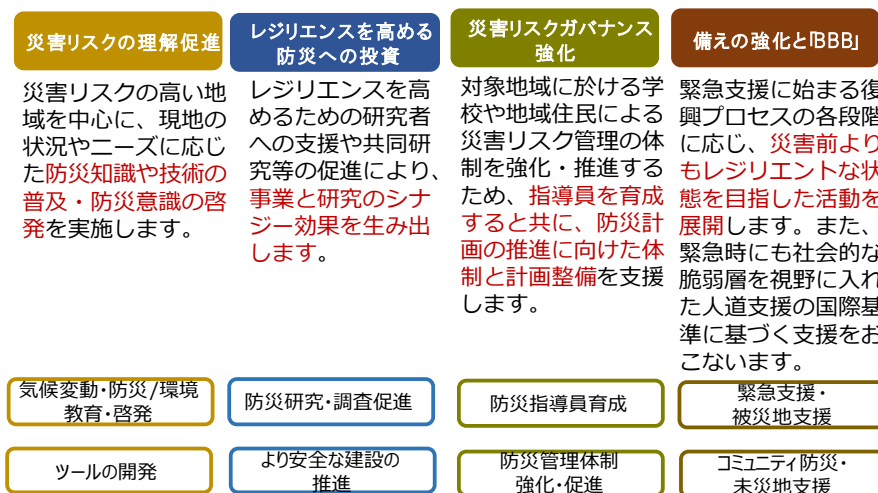 災害リスクの理解促進
災害リスクの高い地
域を中心に、現地の
状況やニーズに応じ
た防災知識や技術の
普及・防災意識の啓
発を実施します。
気候変動・防災/環境
教育・啓発
ツールの開発
レジリエンスを高める
防災への投資
レジリエンスを高
めるための研究者
への支援や共同研
究等の促進により、
事業と研究のシナ
ジー効果を生み出
します。
防災研究・調査促進
より安全な建設の
推進
災害リスクガバナンス
強化
対象地域に於ける学
校や地域住民による
災害リスク管理の体
制を強化・推進する
ため、指導員を育成
すると共に、防災計
画の推進に向けた体
制と計画整備を支援
します。
防災指導員育成
防災管理体制
強化・促進
備えの強化と「BBB」
緊急支援に始まる復
興プロセスの各段階
に応じ、災害前より
もレジリエントな状
態を目指した活動を
展開します。また、
緊急時にも社会的な
脆弱層を視野に入れ
た人道支援の国際基
準に基づく支援をお
こないます。
緊急支援・
被災地支援
コミュニティ防災・
未災地支援